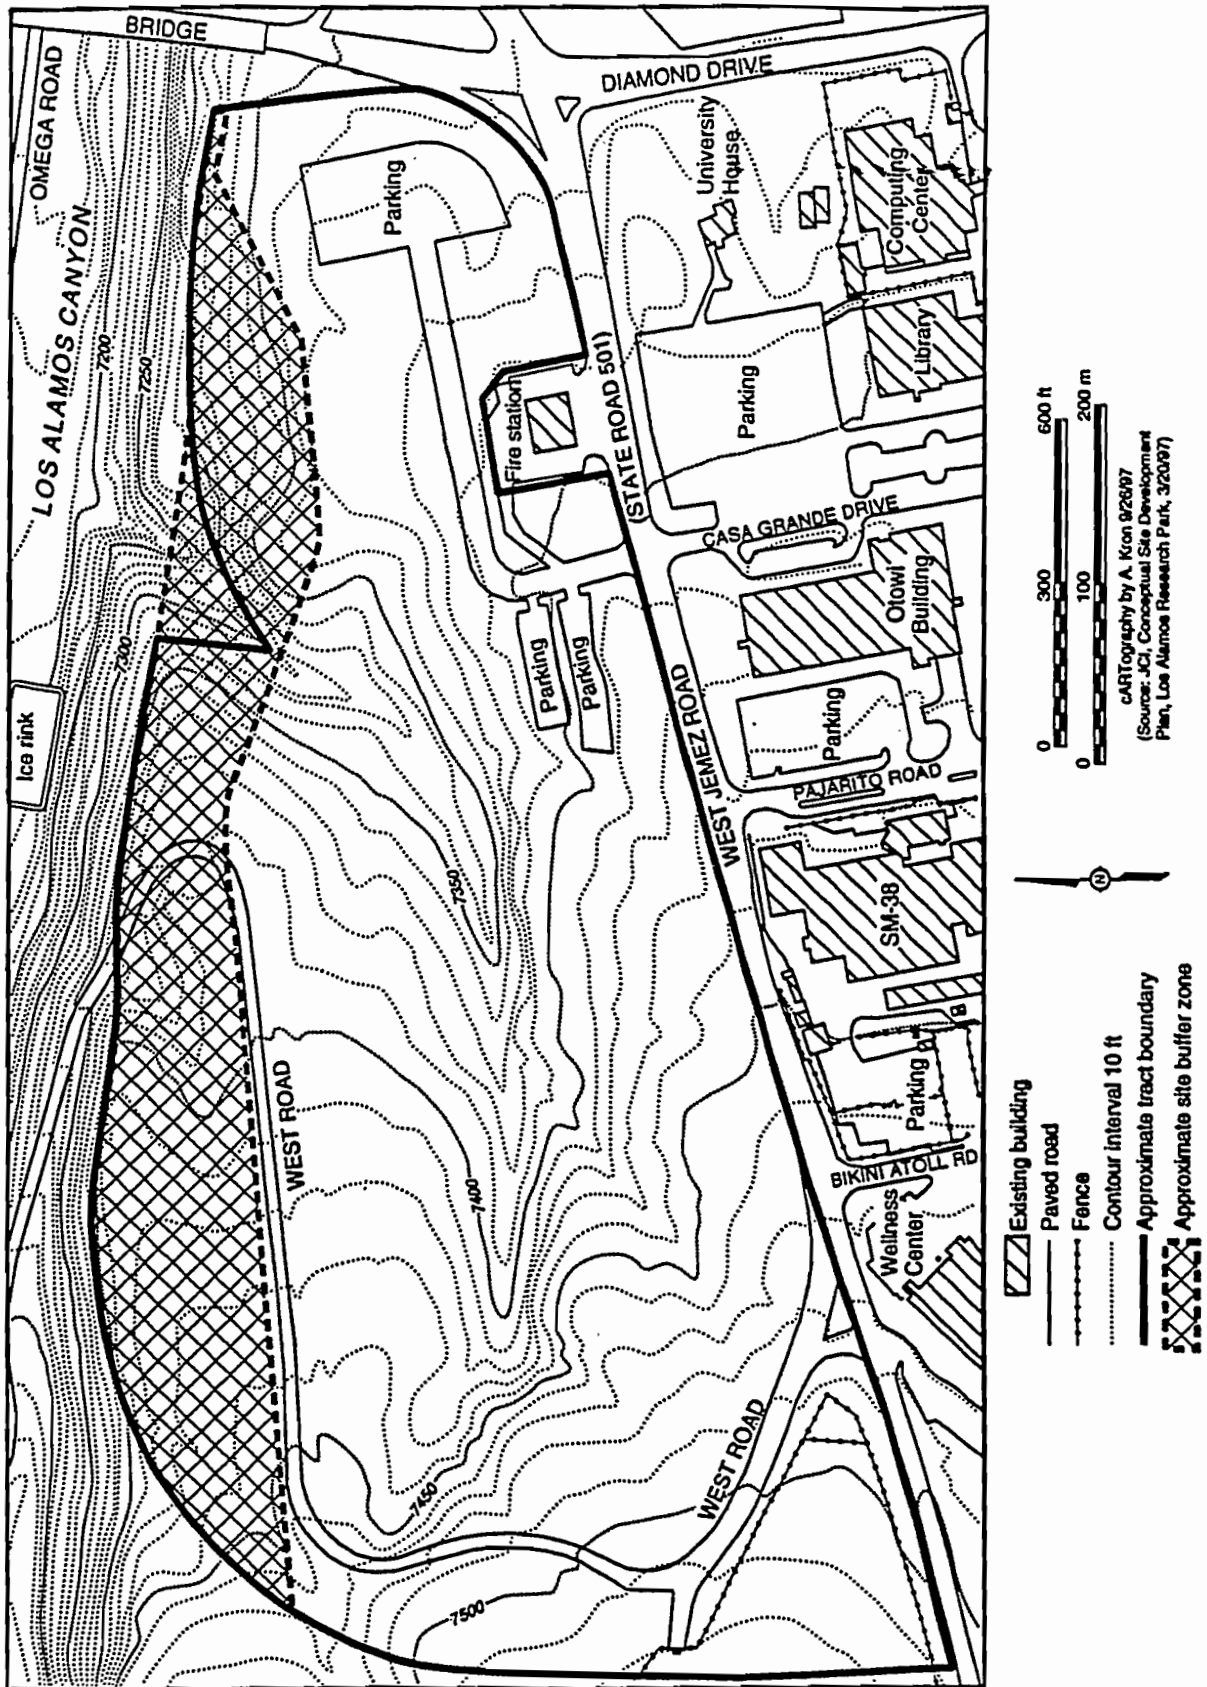 BRIDGE
OMEGA ROAD
LOS ALAMOS CANYON
7200
7250
7300
Ice rink
DIAMOND DRIVE
Parking
University
House
Computing
Center
Library
Parking
Fire station
(STATE ROAD 501)
CASA GRANDE DRIVE
Otowi
Building
Parking
Parking
WEST JEMEZ ROAD
Parking
PAJARITO ROAD
SM-38
7350
WEST ROAD
7400
Parking
BIKINI ATOLL RD
Wellness
Center
7450
WEST ROAD
7500
0 300 600 ft
0 100 200 m
cARTography by A. Kron 9/26/97
(Source: JCI, Conceptual Site Development
Plan, Los Alamos Research Park, 3/20/97)
N
Existing building
Paved road
Fence
Contour interval 10 ft
Approximate tract boundary
Approximate site buffer zone